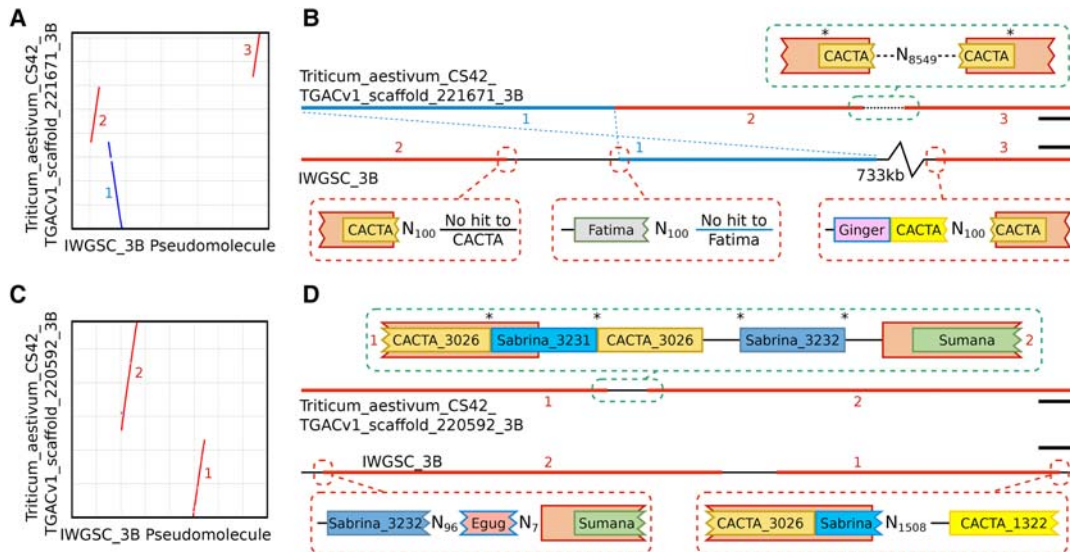 A
Triticum_aestivum_CS42_
TGACv1_scaffold_221671_3B
3
2
1
IWGSC_3B Pseudomolecule
B
* *
CACTA N8549 CACTA
Triticum_aestivum_CS42_
TGACv1_scaffold_221671_3B
1 2 3
2 1 3
IWGSC_3B
733kb
CACTA N100 No hit to CACTA
Fatima N100 No hit to Fatima
Ginger CACTA N100 CACTA
C
Triticum_aestivum_CS42_
TGACv1_scaffold_220592_3B
2
1
IWGSC_3B Pseudomolecule
D
* * * *
1 CACTA_3026 Sabrina_3231 CACTA_3026 Sabrina_3232 Sumana 2
1 2
Triticum_aestivum_CS42_
TGACv1_scaffold_220592_3B
IWGSC_3B
2 1
Sabrina_3232 N96 Egug N7 Sumana
CACTA_3026 Sabrina N1508 CACTA_1322